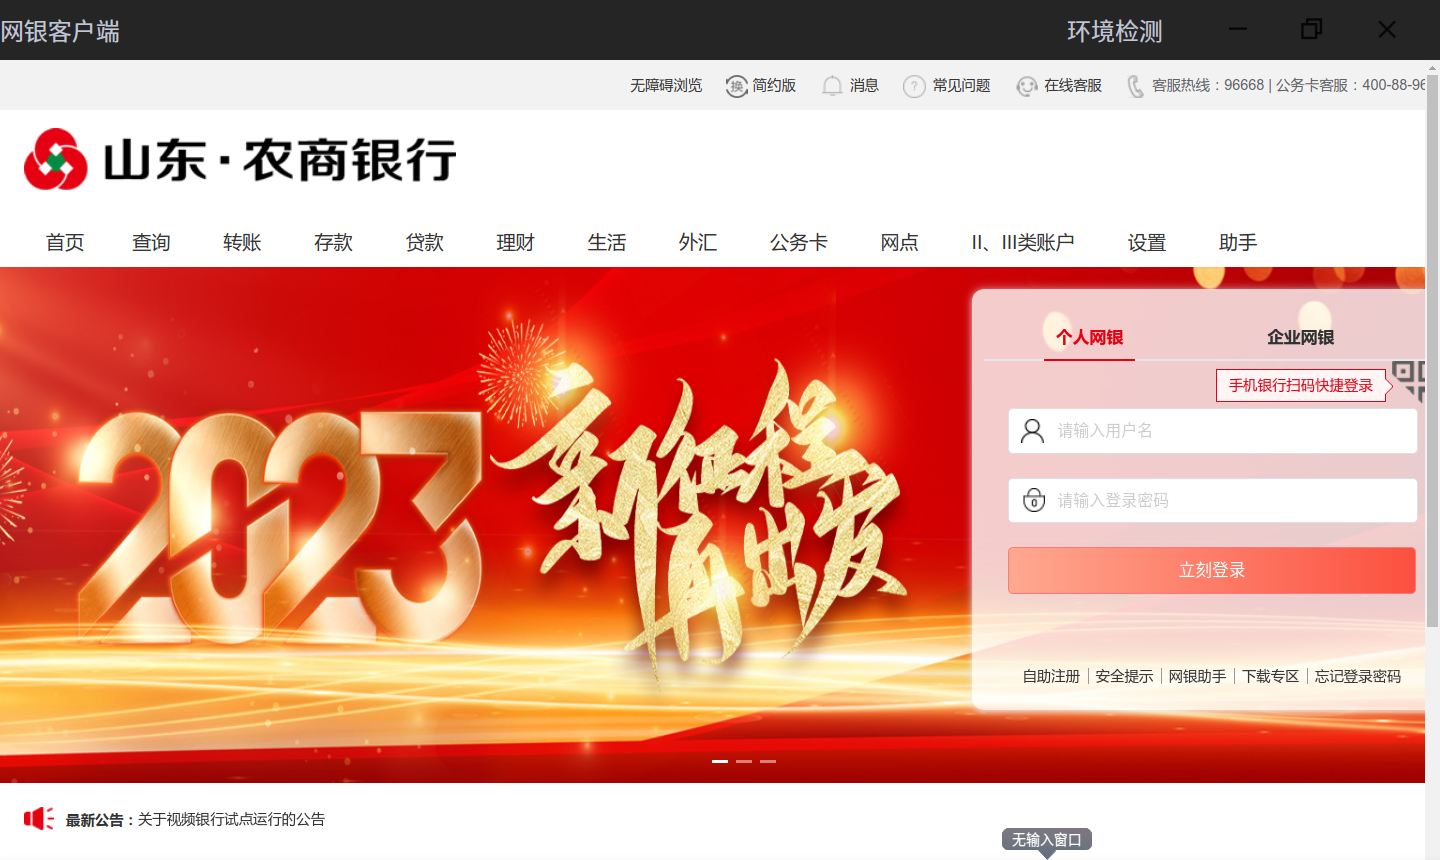 网银客户端 环境检测
无障碍浏览 换 简约版 消息 ? 常见问题 在线客服 客服热线：96668 | 公务卡客服：400-88-96
山东·农商银行
首页 查询 转账 存款 贷款 理财 生活 外汇 公务卡 网点 II、III类账户 设置 助手
个人网银 企业网银
手机银行扫码快捷登录
2023 新征程 再出发
请输入用户名
请输入登录密码
立刻登录
自助注册 安全提示 网银助手 下载专区 忘记登录密码
最新公告：关于视频银行试点运行的公告
无输入窗口